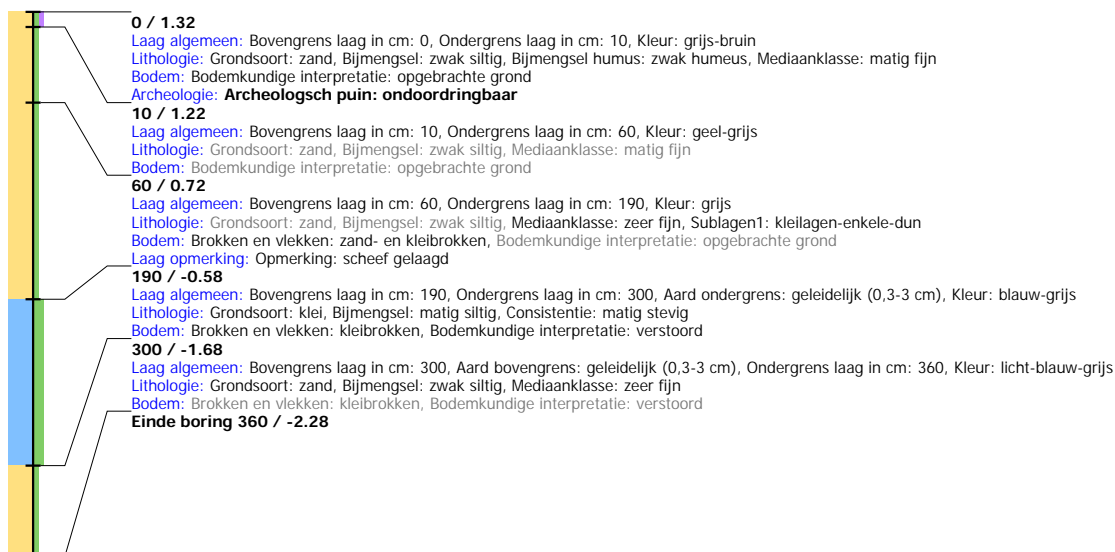 0 / 1.32
Laag algemeen: Bovengrens laag in cm: 0, Ondergrens laag in cm: 10, Kleur: grijs-bruin
Lithologie: Grondsoort: zand, Bijmengsel: zwak siltig, Bijmengsel humus: zwak humeus, Mediaanklasse: matig fijn
Bodem: Bodemkundige interpretatie: opgebrachte grond
Archeologie: Archeologsch puin: ondoordringbaar
10 / 1.22
Laag algemeen: Bovengrens laag in cm: 10, Ondergrens laag in cm: 60, Kleur: geel-grijs
Lithologie: Grondsoort: zand, Bijmengsel: zwak siltig, Mediaanklasse: matig fijn
Bodem: Bodemkundige interpretatie: opgebrachte grond
60 / 0.72
Laag algemeen: Bovengrens laag in cm: 60, Ondergrens laag in cm: 190, Kleur: grijs
Lithologie: Grondsoort: zand, Bijmengsel: zwak siltig, Mediaanklasse: zeer fijn, Sublagen1: kleilagen-enkele-dun
Bodem: Brokken en vlekken: zand- en kleibrokken, Bodemkundige interpretatie: opgebrachte grond
Laag opmerking: Opmerking: scheef gelaagd
190 / -0.58
Laag algemeen: Bovengrens laag in cm: 190, Ondergrens laag in cm: 300, Aard ondergrens: geleidelijk (0,3-3 cm), Kleur: blauw-grijs
Lithologie: Grondsoort: klei, Bijmengsel: matig siltig, Consistentie: matig stevig
Bodem: Brokken en vlekken: kleibrokken, Bodemkundige interpretatie: verstoord
300 / -1.68
Laag algemeen: Bovengrens laag in cm: 300, Aard bovengrens: geleidelijk (0,3-3 cm), Ondergrens laag in cm: 360, Kleur: licht-blauw-grijs
Lithologie: Grondsoort: zand, Bijmengsel: zwak siltig, Mediaanklasse: zeer fijn
Bodem: Brokken en vlekken: kleibrokken, Bodemkundige interpretatie: verstoord
Einde boring 360 / -2.28